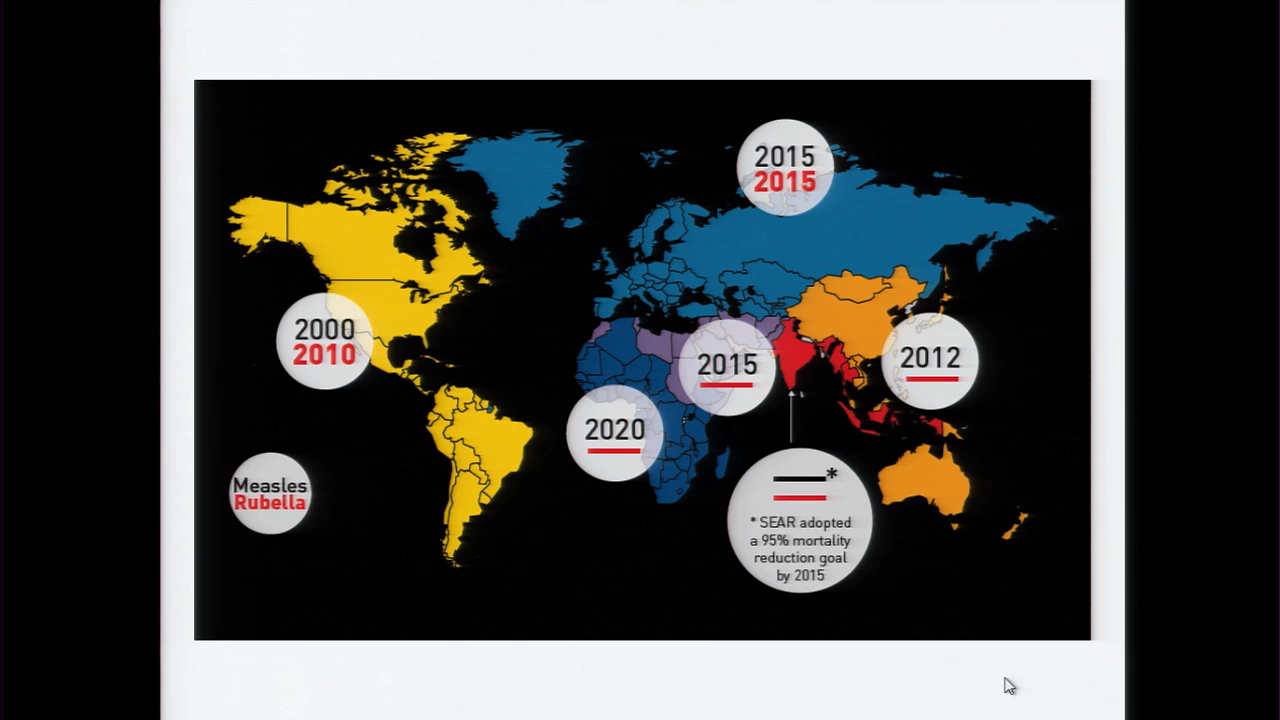 2015
2015
2000
2010
2012
2015
2020
Measles
Rubella
*
* SEAR adopted
a 95% mortality
reduction goal
by 2015